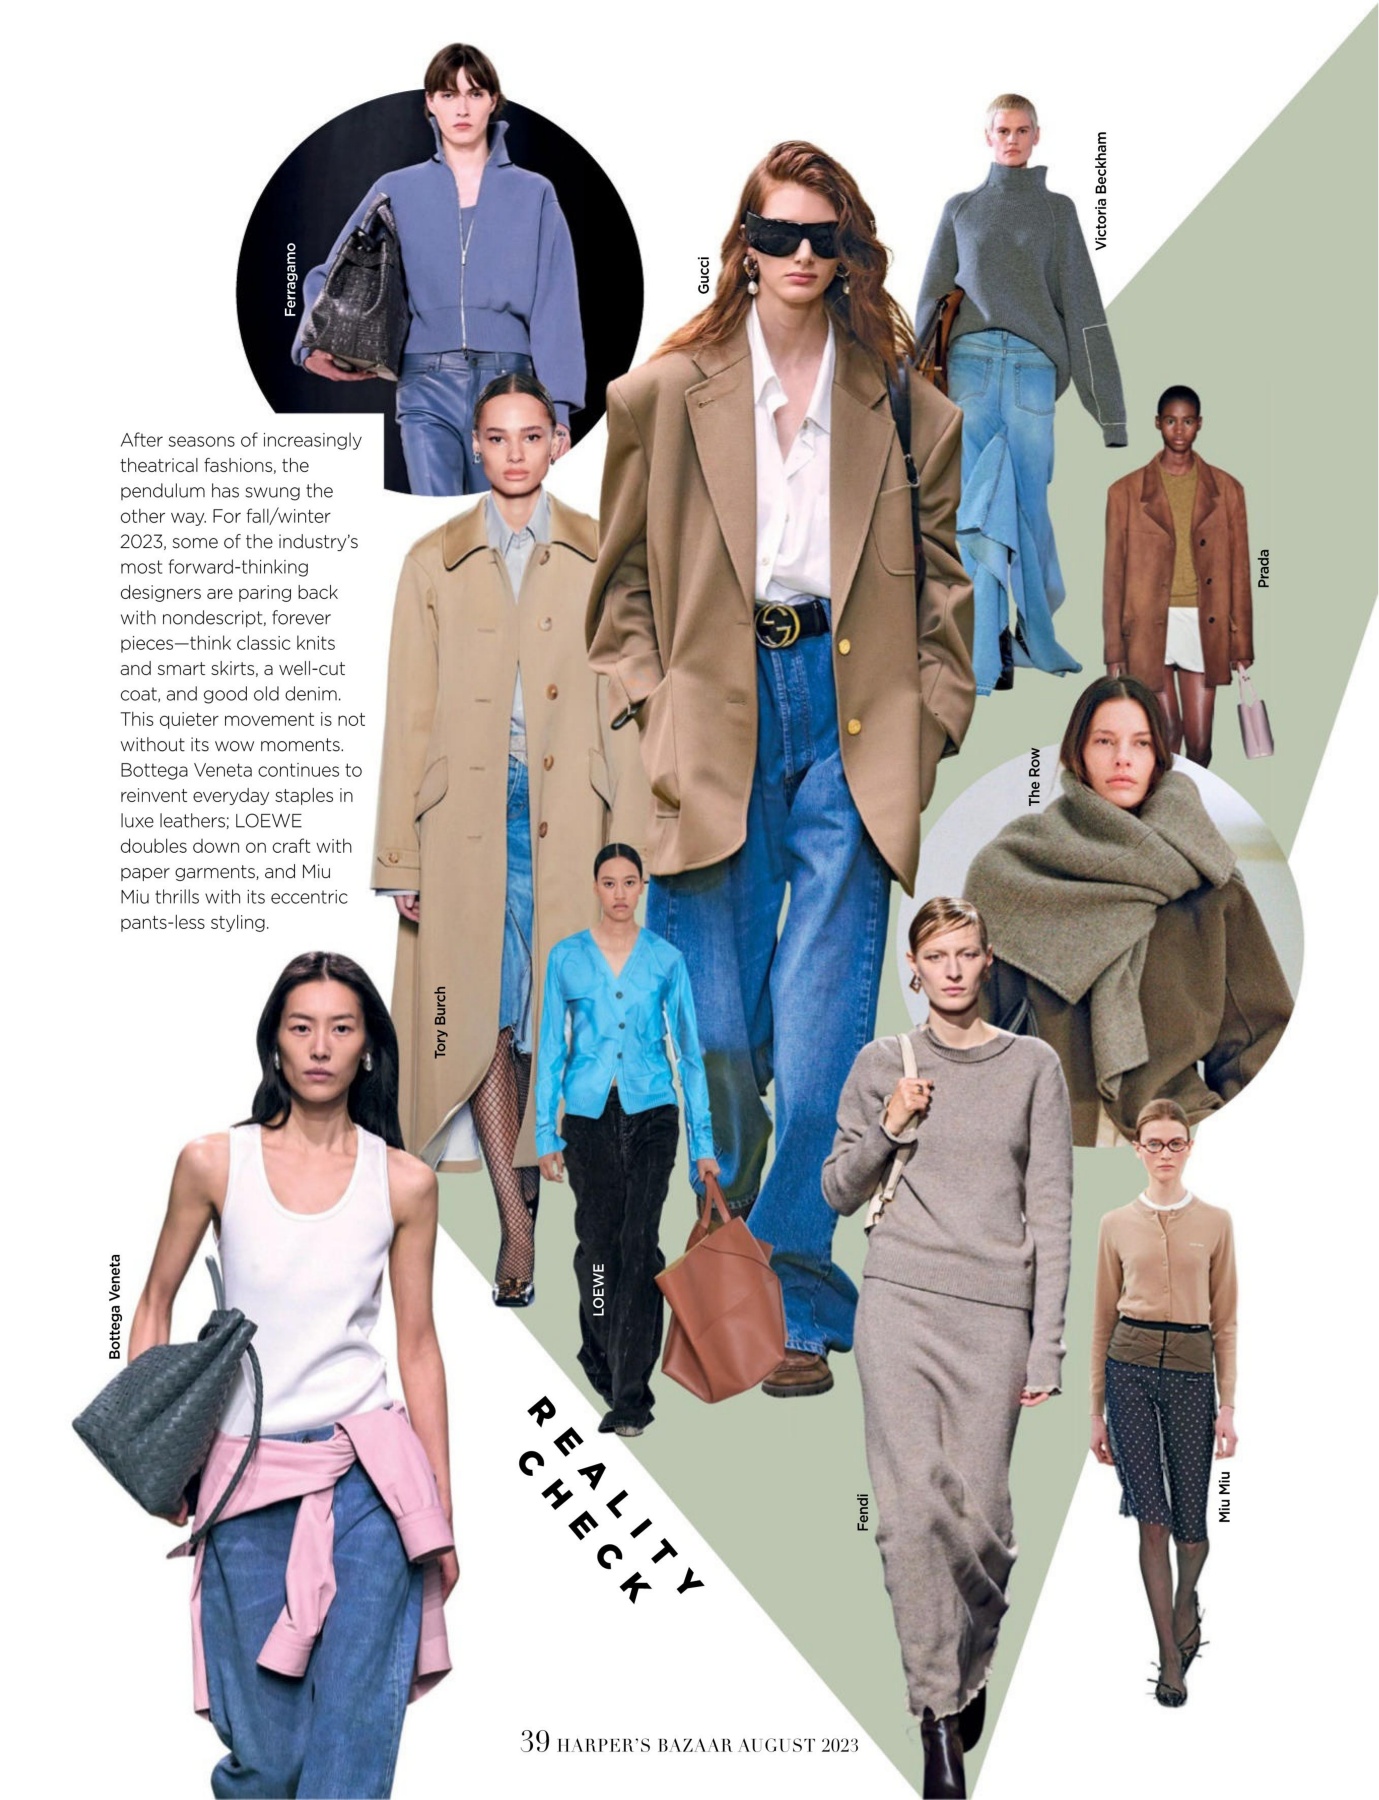 Ferragamo
Gucci
Victoria Beckham
Prada
After seasons of increasingly
theatrical fashions, the
pendulum has swung the
other way. For fall/winter
2023, some of the industry’s
most forward-thinking
designers are paring back
with nondescript, forever
pieces—think classic knits
and smart skirts, a well-cut
coat, and good old denim.
This quieter movement is not
without its wow moments.
Bottega Veneta continues to
reinvent everyday staples in
luxe leathers; LOEWE
doubles down on craft with
paper garments, and Miu
Miu thrills with its eccentric
pants-less styling.
The Row
Tory Burch
Bottega Veneta
LOEWE
Fendi
Miu Miu
REALITY
CHECK
39 HARPER’S BAZAAR AUGUST 2023